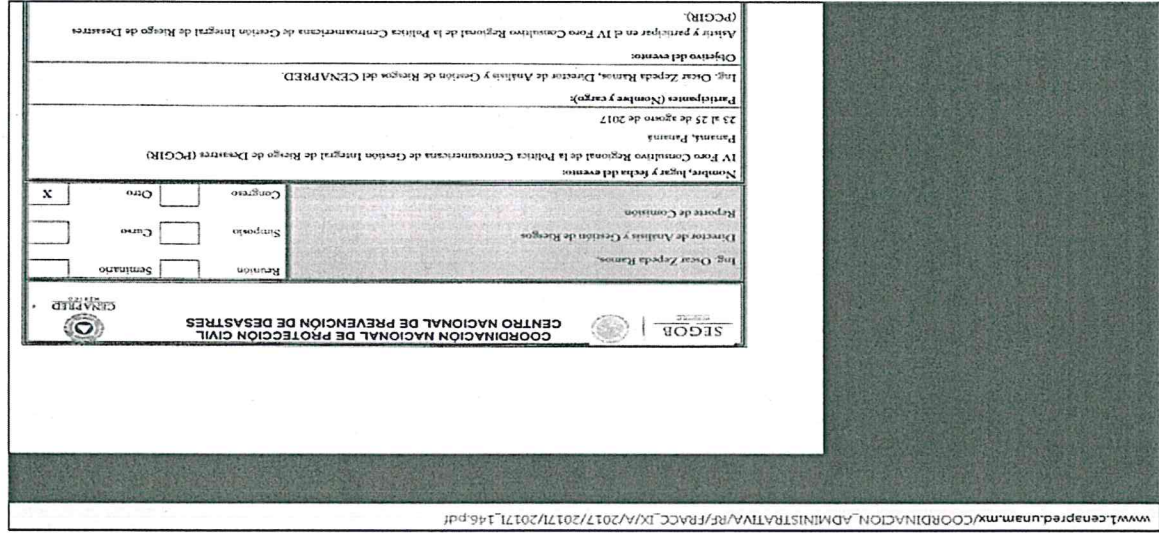 www1.cenapred.unam.mx/COORDINACION_ADMINISTRATIVA/RF/FRACC_IX/A/2017/2017I/2017I_146.pdf
SEGOB
COORDINACIÓN NACIONAL DE PROTECCIÓN CIVIL
CENTRO NACIONAL DE PREVENCIÓN DE DESASTRES
CENAPRED
Ing. Oscar Zepeda Ramos,
Director de Análisis y Gestión de Riesgos
Reporte de Comisión
Reunión
Seminario
Simposio
Curso
Congreso
Otro
X
Nombre, lugar y fecha del evento:
IV Foro Consultivo Regional de la Política Centroamericana de Gestión Integral de Riesgo de Desastres (PCGIR)
Panamá, Panamá
23 al 25 de agosto de 2017
Participantes (Nombre y cargo):
Ing. Oscar Zepeda Ramos, Director de Análisis y Gestión de Riesgos del CENAPRED.
Objetivo del evento:
Asistir y participar en el IV Foro Consultivo Regional de la Política Centroamericana de Gestión Integral de Riesgo de Desastres
(PCGIR).